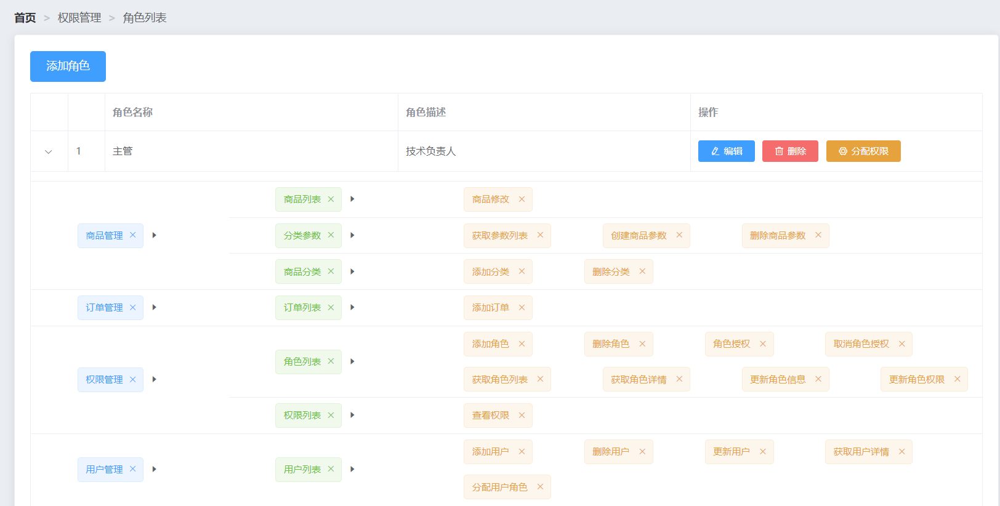 首页 > 权限管理 > 角色列表
添加角色
角色名称 角色描述 操作
1 主管 技术负责人 编辑 删除 分配权限
商品列表 商品修改
商品管理 分类参数 获取参数列表 创建商品参数 删除商品参数
商品分类 添加分类 删除分类
订单管理 订单列表 添加订单
添加角色 删除角色 角色授权 取消角色授权
角色列表
权限管理 获取角色列表 获取角色详情 更新角色信息 更新角色权限
权限列表 查看权限
添加用户 删除用户 更新用户 获取用户详情
用户管理 用户列表
分配用户角色